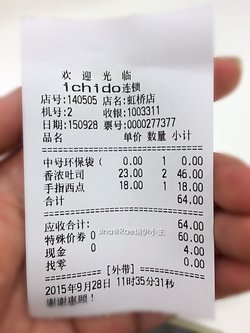 欢 迎 光 临
ichido连锁
店号:140505 店名:虹桥店
机号:2 收银:1003311
日期:150928 票号:0000277377
品名 单价 数量 小计
中号环保袋( 0.00 1 0.00
香浓吐司 23.00 2 46.00
手指西点 18.00 1 18.00
合计 64.00
应收合计: 64.00
特殊价券 0 60.00
现金 0 4.00
找零 0.00
[外带]
2015年9月28日 11时35分31秒
谢谢惠顾!